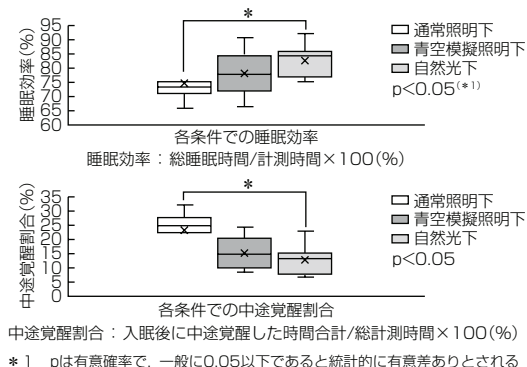 *
睡眠効率(%)
95
90
85
80
75
70
65
60
□ 通常照明下
■ 青空模擬照明下
□ 自然光下
p<0.05(*1)
各条件での睡眠効率
睡眠効率：総睡眠時間/計測時間×100(%)
*
中途覚醒割合(%)
35
30
25
20
15
10
5
0
□ 通常照明下
■ 青空模擬照明下
□ 自然光下
p<0.05
各条件での中途覚醒割合
中途覚醒割合：入眠後に中途覚醒した時間合計/総計測時間×100(%)
*1 pは有意確率で、一般に0.05以下であると統計的に有意差ありとされる